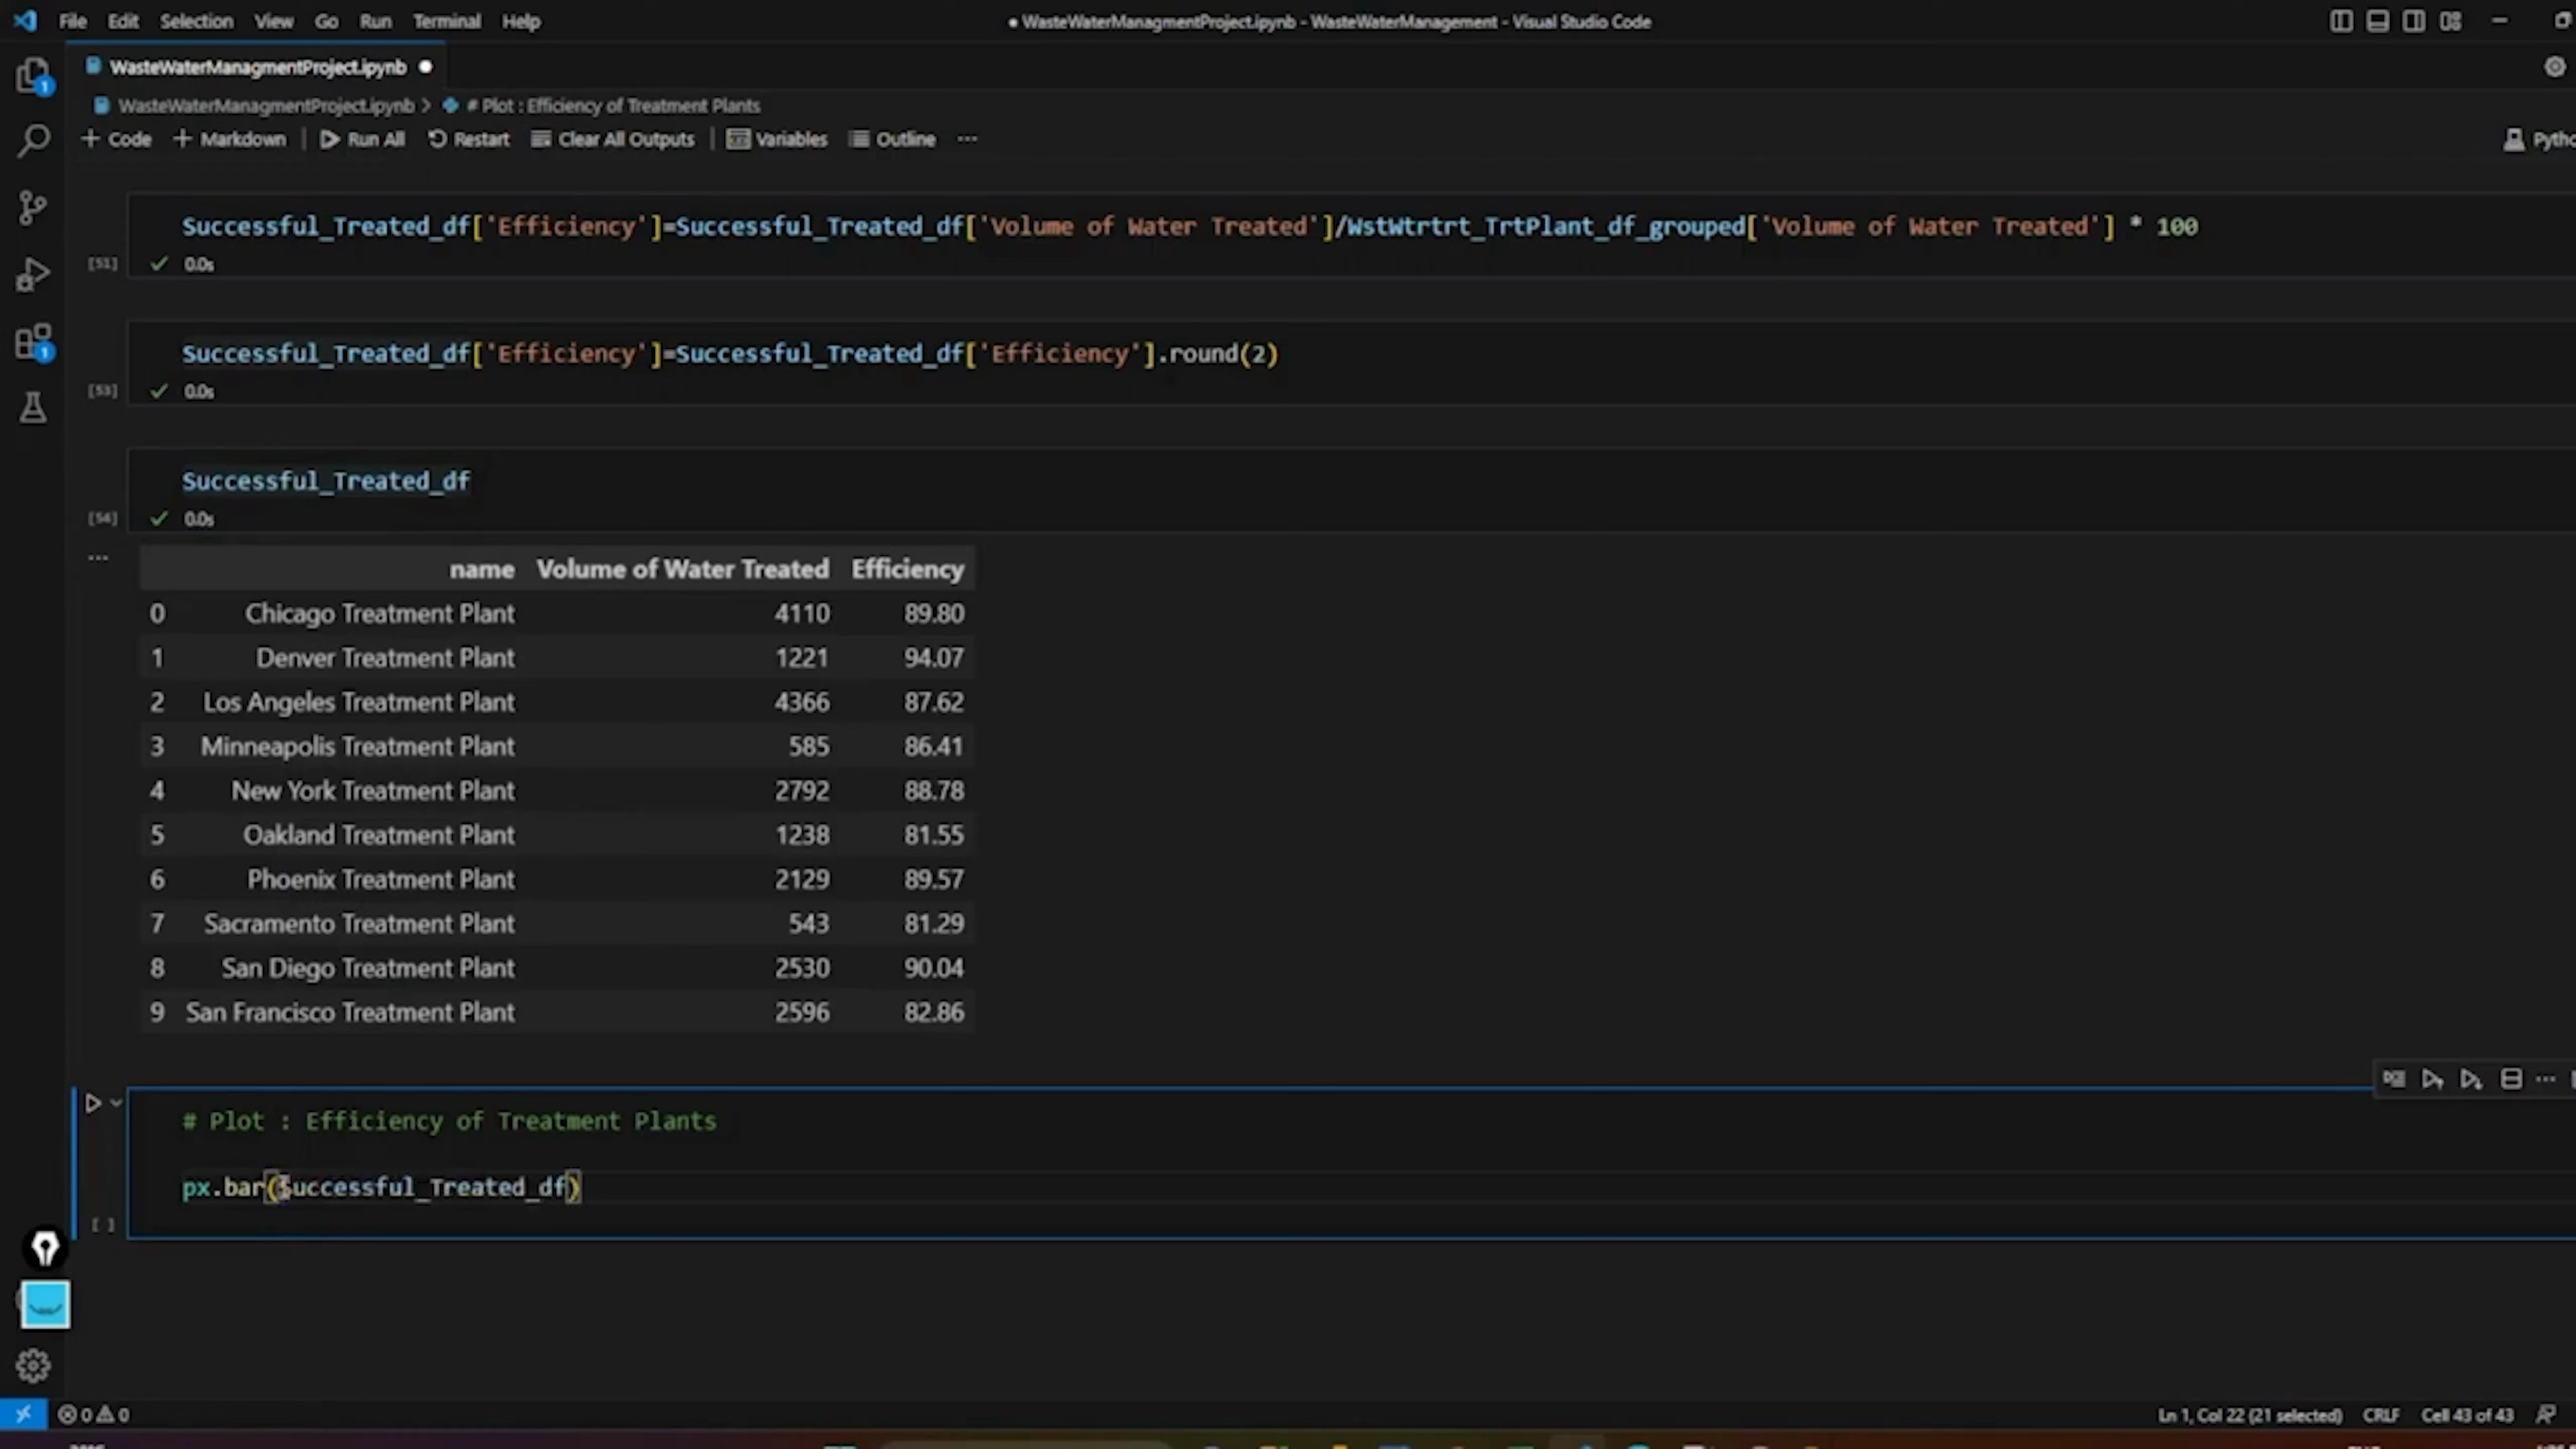 File Edit Selection View Go Run Terminal Help
● WasteWaterManagmentProject.ipynb - WasteWaterManagement - Visual Studio Code
WasteWaterManagmentProject.ipynb ●
WasteWaterManagmentProject.ipynb > # Plot : Efficiency of Treatment Plants
+ Code + Markdown | Run All Restart Clear All Outputs | Variables Outline ...
Successful_Treated_df['Efficiency']=Successful_Treated_df['Volume of Water Treated']/WstWtrtrt_TrtPlant_df_grouped['Volume of Water Treated'] * 100
[51] ✓ 0.0s
Successful_Treated_df['Efficiency']=Successful_Treated_df['Efficiency'].round(2)
[53] ✓ 0.0s
Successful_Treated_df
[54] ✓ 0.0s
...
name Volume of Water Treated Efficiency
0 Chicago Treatment Plant 4110 89.80
1 Denver Treatment Plant 1221 94.07
2 Los Angeles Treatment Plant 4366 87.62
3 Minneapolis Treatment Plant 585 86.41
4 New York Treatment Plant 2792 88.78
5 Oakland Treatment Plant 1238 81.55
6 Phoenix Treatment Plant 2129 89.57
7 Sacramento Treatment Plant 543 81.29
8 San Diego Treatment Plant 2530 90.04
9 San Francisco Treatment Plant 2596 82.86
# Plot : Efficiency of Treatment Plants
px.bar(Successful_Treated_df)
[ ]
0 0
Ln 1, Col 22 (21 selected) CRLF Cell 43 of 43